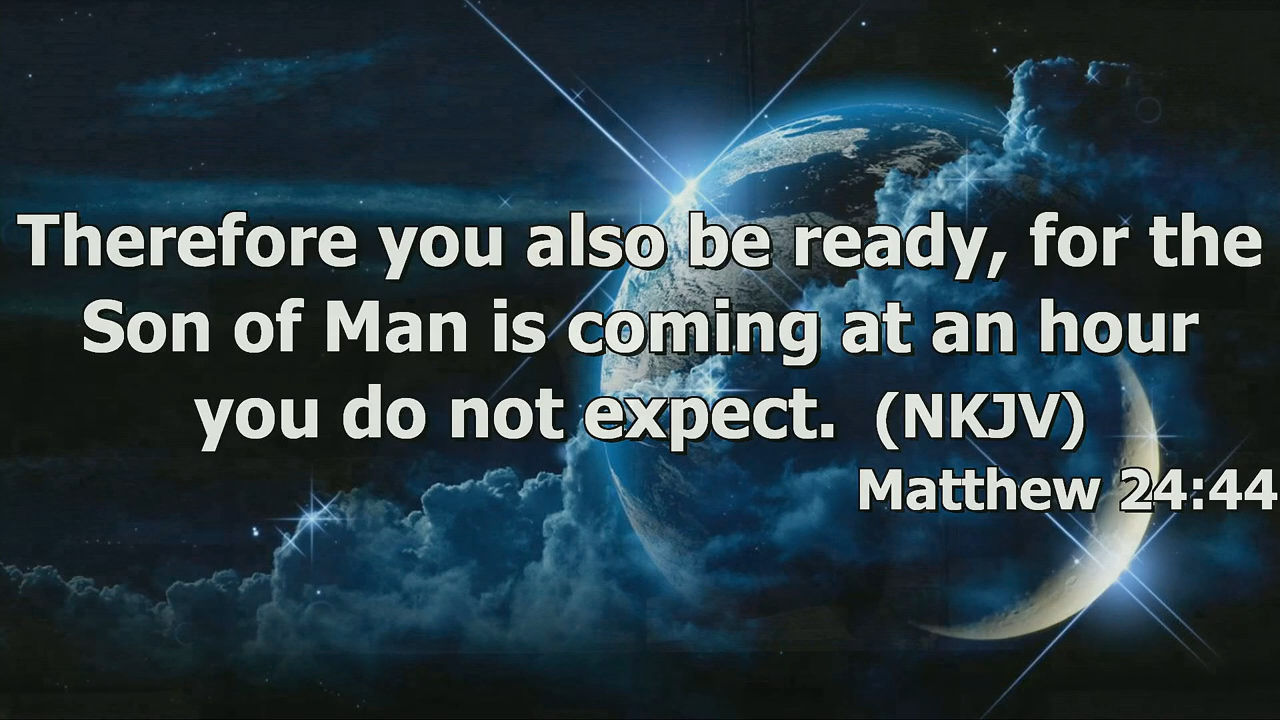 Therefore you also be ready, for the
Son of Man is coming at an hour
you do not expect. (NKJV)
Matthew 24:44